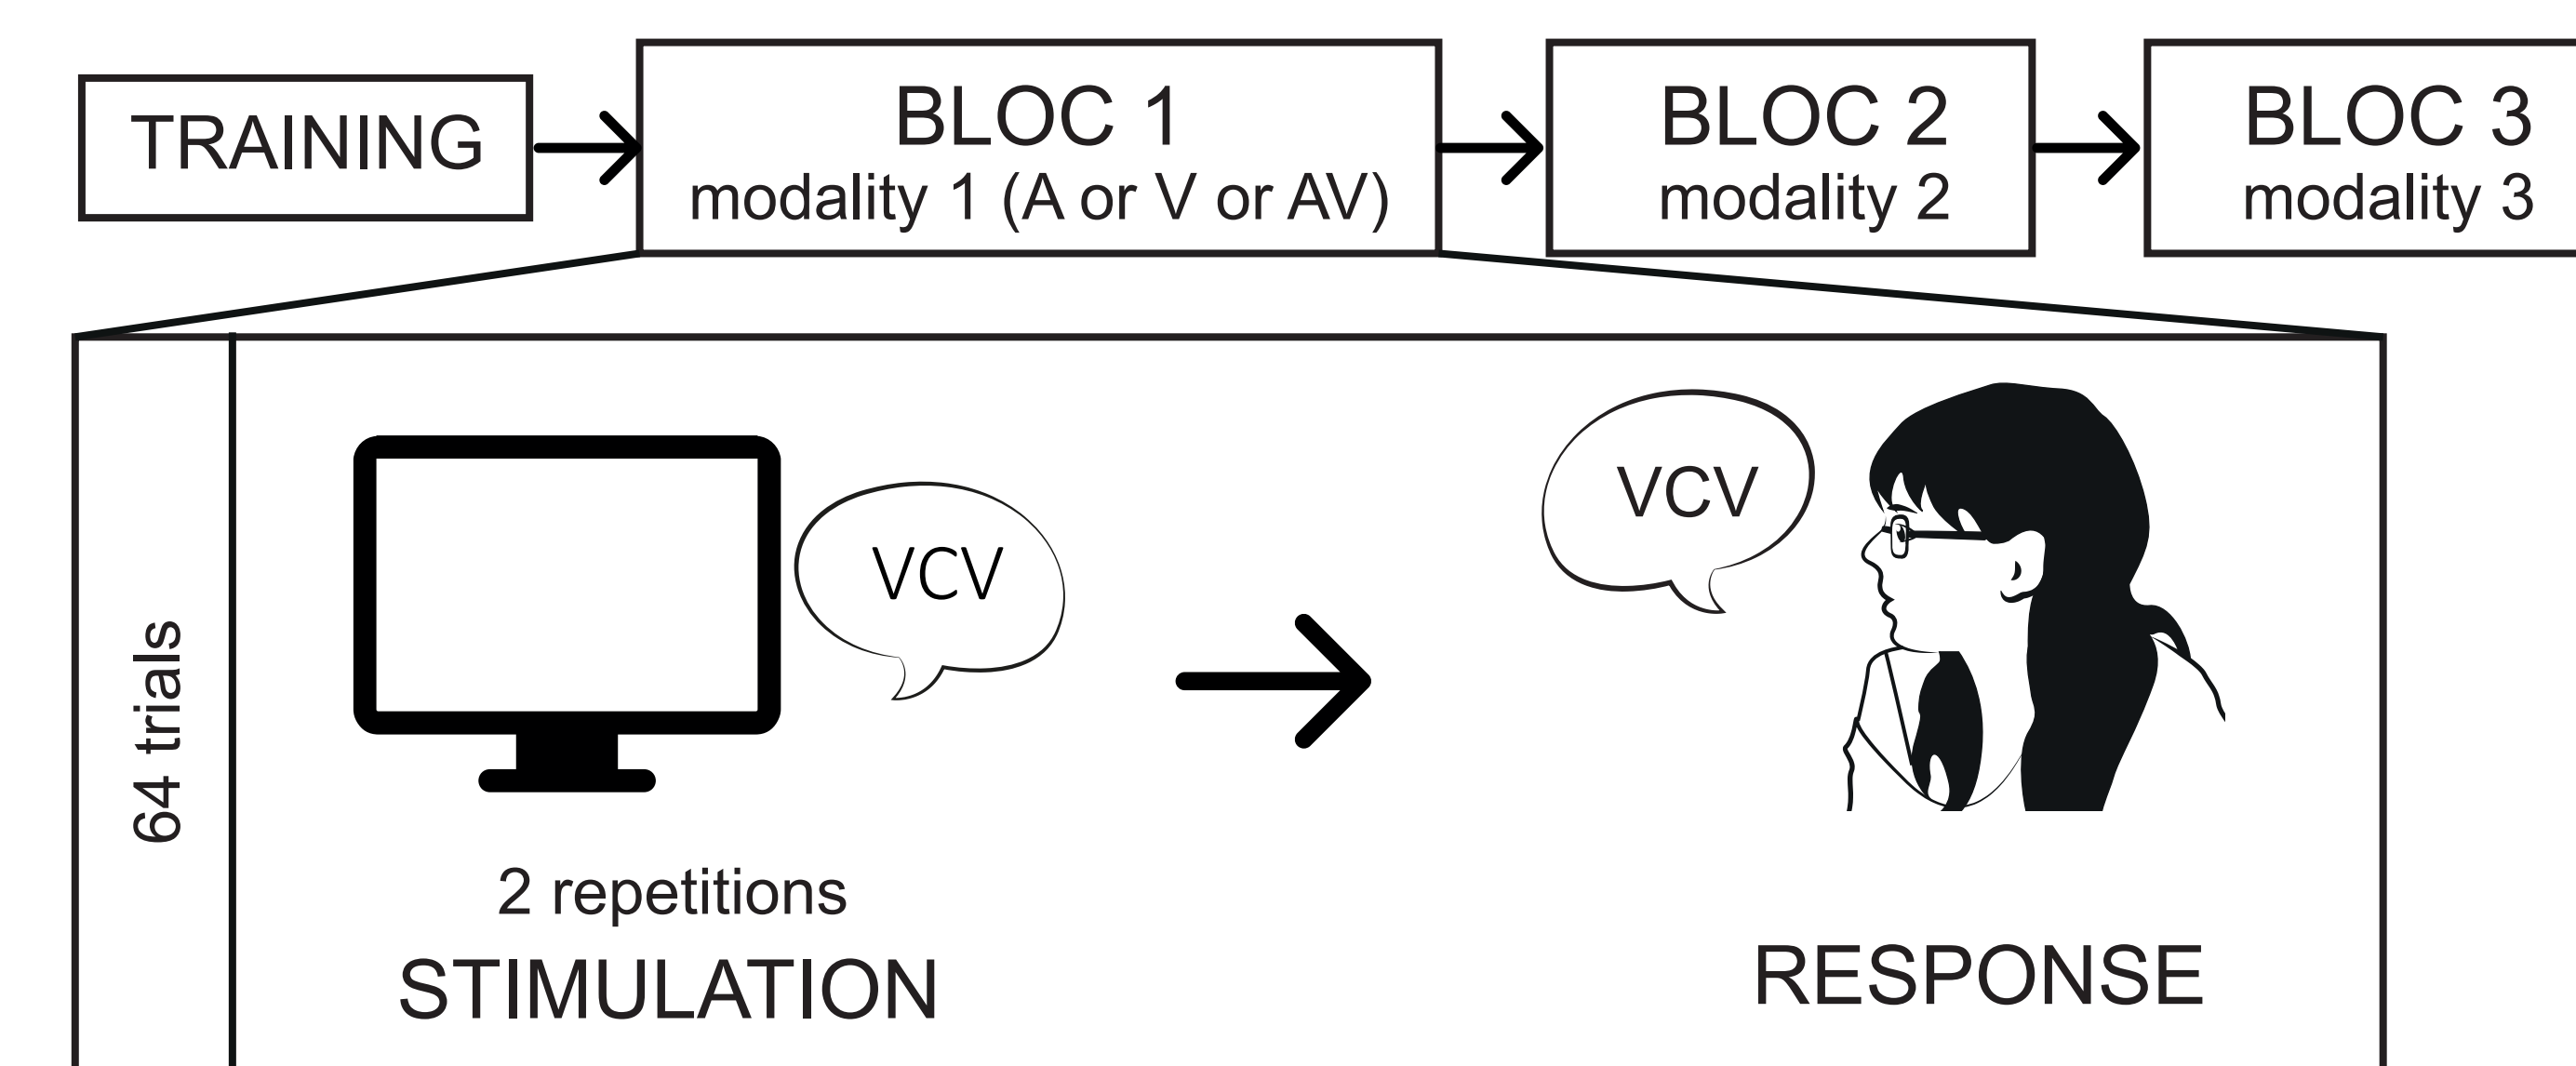 TRAINING
BLOC 1
modality 1 (A or V or AV)
BLOC 2
modality 2
BLOC 3
modality 3
64 trials
VCV
2 repetitions
STIMULATION
VCV
RESPONSE